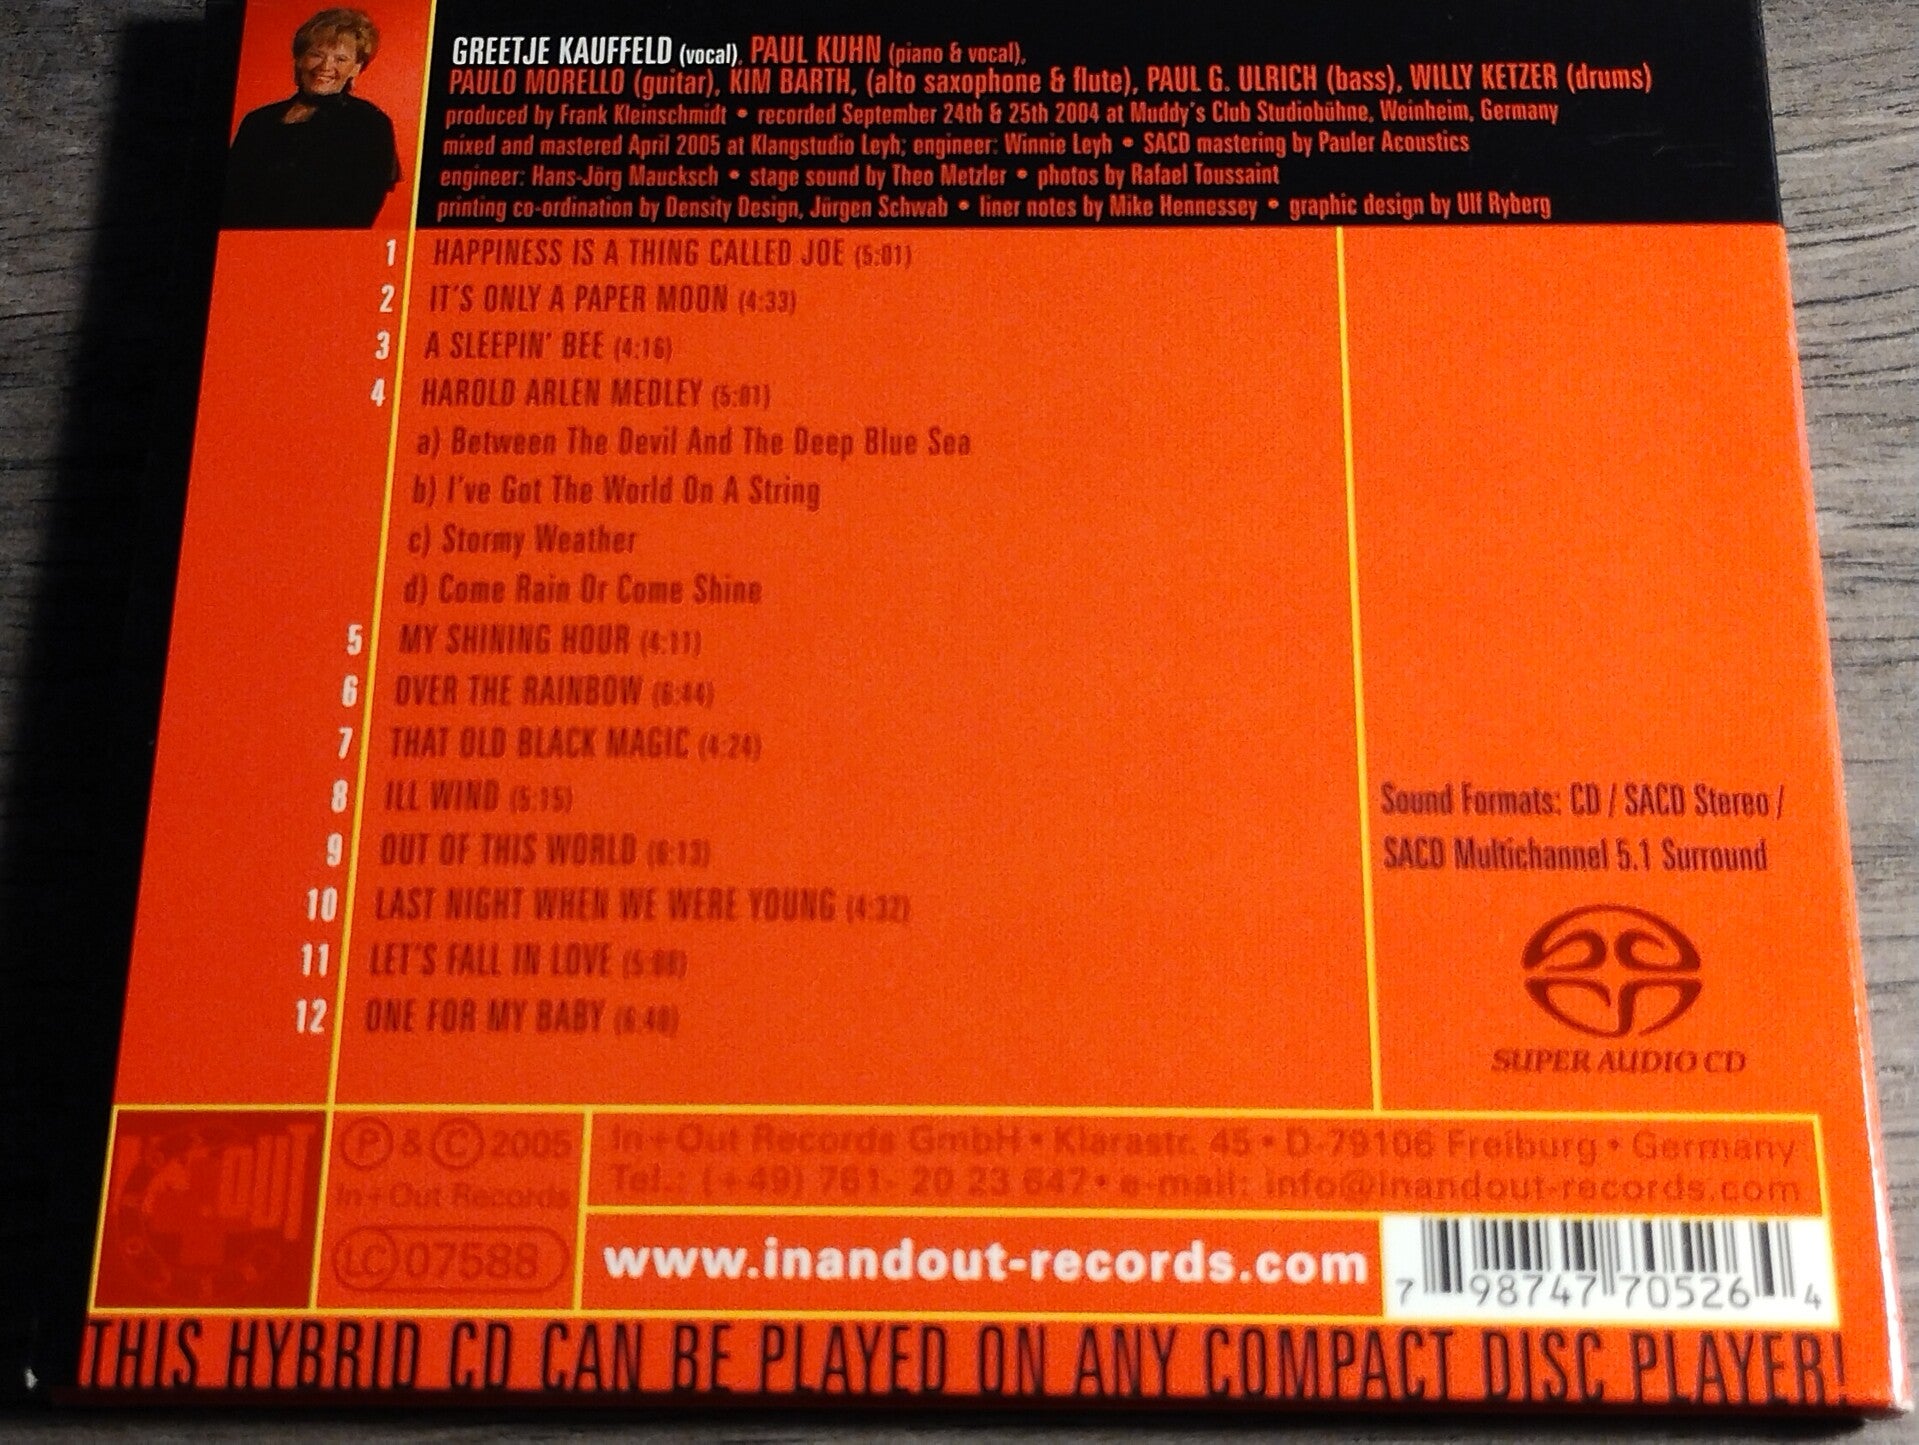 GREETJE KAUFFELD (vocal), PAUL KUHN (piano & vocal),
PAULO MORELLO (guitar), KIM BARTH, (alto saxophone & flute), PAUL G. ULRICH (bass), WILLY KETZER (drums)
produced by Frank Kleinschmidt • recorded September 24th & 25th 2004 at Muddy's Club Studiobühne, Weinheim, Germany
mixed and mastered April 2005 at Klangstudio Leyh; engineer: Winnie Leyh • SACD mastering by Pauler Acoustics
engineer: Hans-Jörg Maucksch • stage sound by Theo Metzler • photos by Rafael Toussaint
printing co-ordination by Density Design, Jürgen Schwab • liner notes by Mike Hennessey • graphic design by Ulf Ryberg
1 HAPPINESS IS A THING CALLED JOE (5:01)
2 IT'S ONLY A PAPER MOON (4:33)
3 A SLEEPIN' BEE (4:16)
4 HAROLD ARLEN MEDLEY (5:01)
a) Between The Devil And The Deep Blue Sea
b) I've Got The World On A String
c) Stormy Weather
d) Come Rain Or Come Shine
5 MY SHINING HOUR (4:11)
6 OVER THE RAINBOW (6:44)
7 THAT OLD BLACK MAGIC (4:24)
8 ILL WIND (5:15)
9 OUT OF THIS WORLD (6:13)
10 LAST NIGHT WHEN WE WERE YOUNG (4:32)
11 LET'S FALL IN LOVE
12 ONE FOR MY BABY
Sound Formats: CD / SACD Stereo /
SACD Multichannel 5.1 Surround
SUPER AUDIO CD
OUT
Ⓟ & Ⓒ 2005
In+Out Records
LC 07588
In+Out Records GmbH • Klarastr. 45 • D-79106 Freiburg • Germany
Tel.: (+49) 761- 20 23 647 • e-mail: info@inandout-records.com
www.inandout-records.com
7 98747 70526 4
THIS HYBRID CD CAN BE PLAYED ON ANY COMPACT DISC PLAYER!